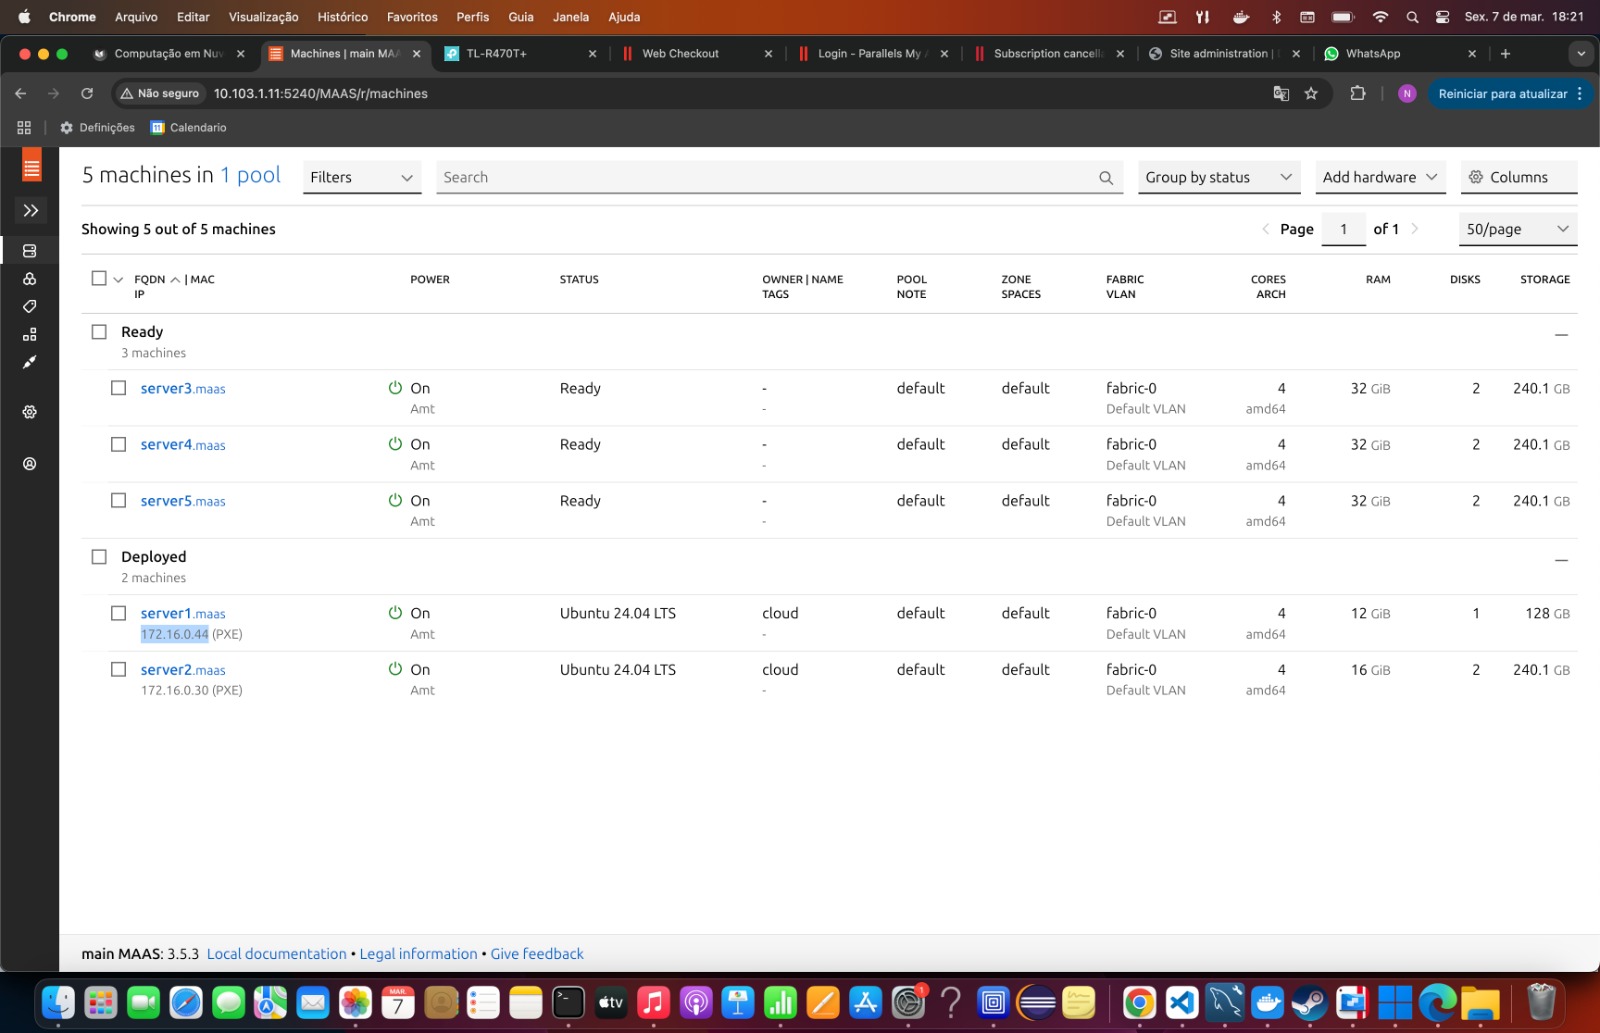 Chrome Arquivo Editar Visualização Histórico Favoritos Perfis Guia Janela Ajuda Sex. 7 de mar. 18:21
Computação em Nuv Machines | main MAA TL-R470T+ Web Checkout Login - Parallels My Subscription cancell Site administration | WhatsApp
Não seguro 10.103.1.11:5240/MAAS/r/machines N Reiniciar para atualizar
Definições Calendario
5 machines in 1 pool Filters Search Group by status Add hardware Columns
Showing 5 out of 5 machines Page 1 of 1 50/page
FQDN | MAC POWER STATUS OWNER | NAME POOL ZONE FABRIC CORES RAM DISKS STORAGE
IP TAGS NOTE SPACES VLAN ARCH
Ready
3 machines
server3.maas On Ready - default default fabric-0 4 32 GiB 2 240.1 GB
Amt - Default VLAN amd64
server4.maas On Ready - default default fabric-0 4 32 GiB 2 240.1 GB
Amt - Default VLAN amd64
server5.maas On Ready - default default fabric-0 4 32 GiB 2 240.1 GB
Amt - Default VLAN amd64
Deployed
2 machines
server1.maas On Ubuntu 24.04 LTS cloud default default fabric-0 4 12 GiB 1 128 GB
172.16.0.44 (PXE) Amt - Default VLAN amd64
server2.maas On Ubuntu 24.04 LTS cloud default default fabric-0 4 16 GiB 2 240.1 GB
172.16.0.30 (PXE) Amt - Default VLAN amd64
main MAAS: 3.5.3 Local documentation • Legal information • Give feedback
MAR. 7 tv 1